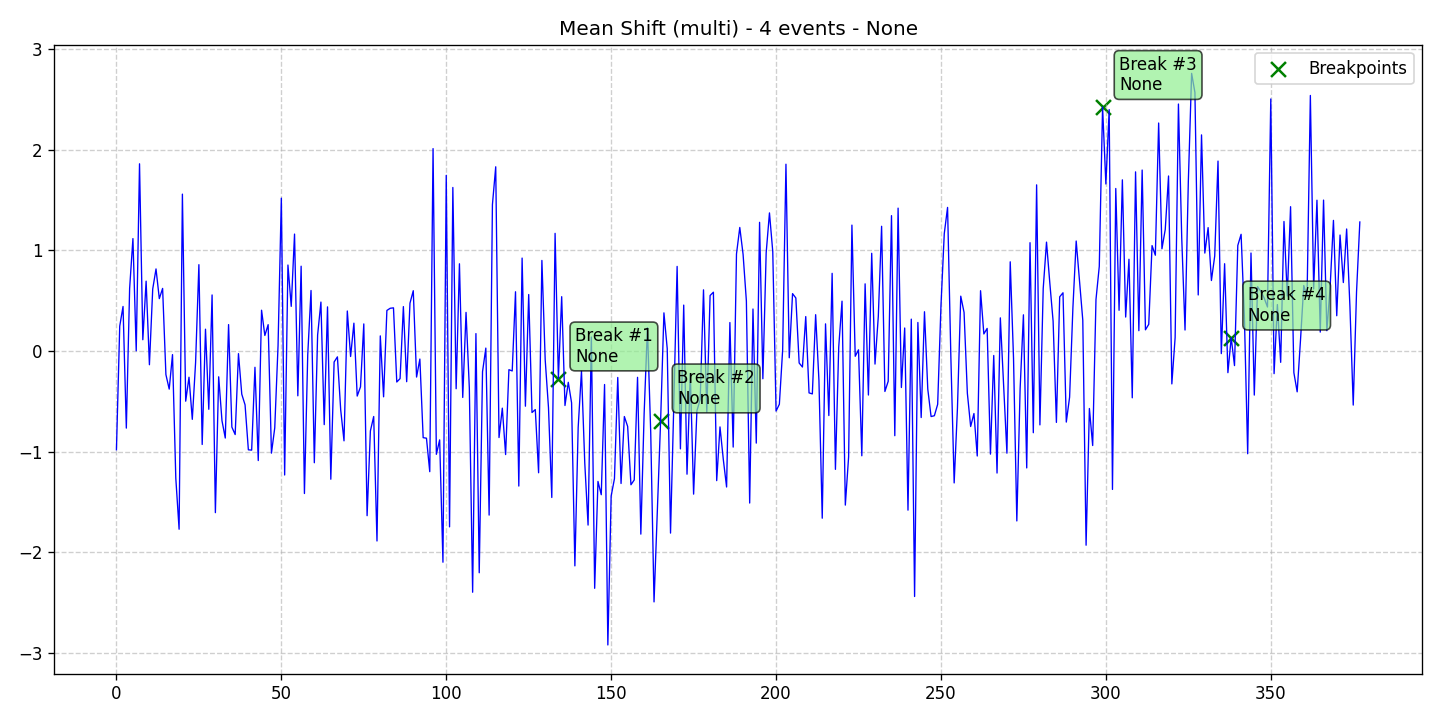 Mean Shift (multi) - 4 events - None
3
2
1
0
−1
−2
−3
Break #3
None
Breakpoints
Break #1
None
Break #2
None
Break #4
None
0
50
100
150
200
250
300
350